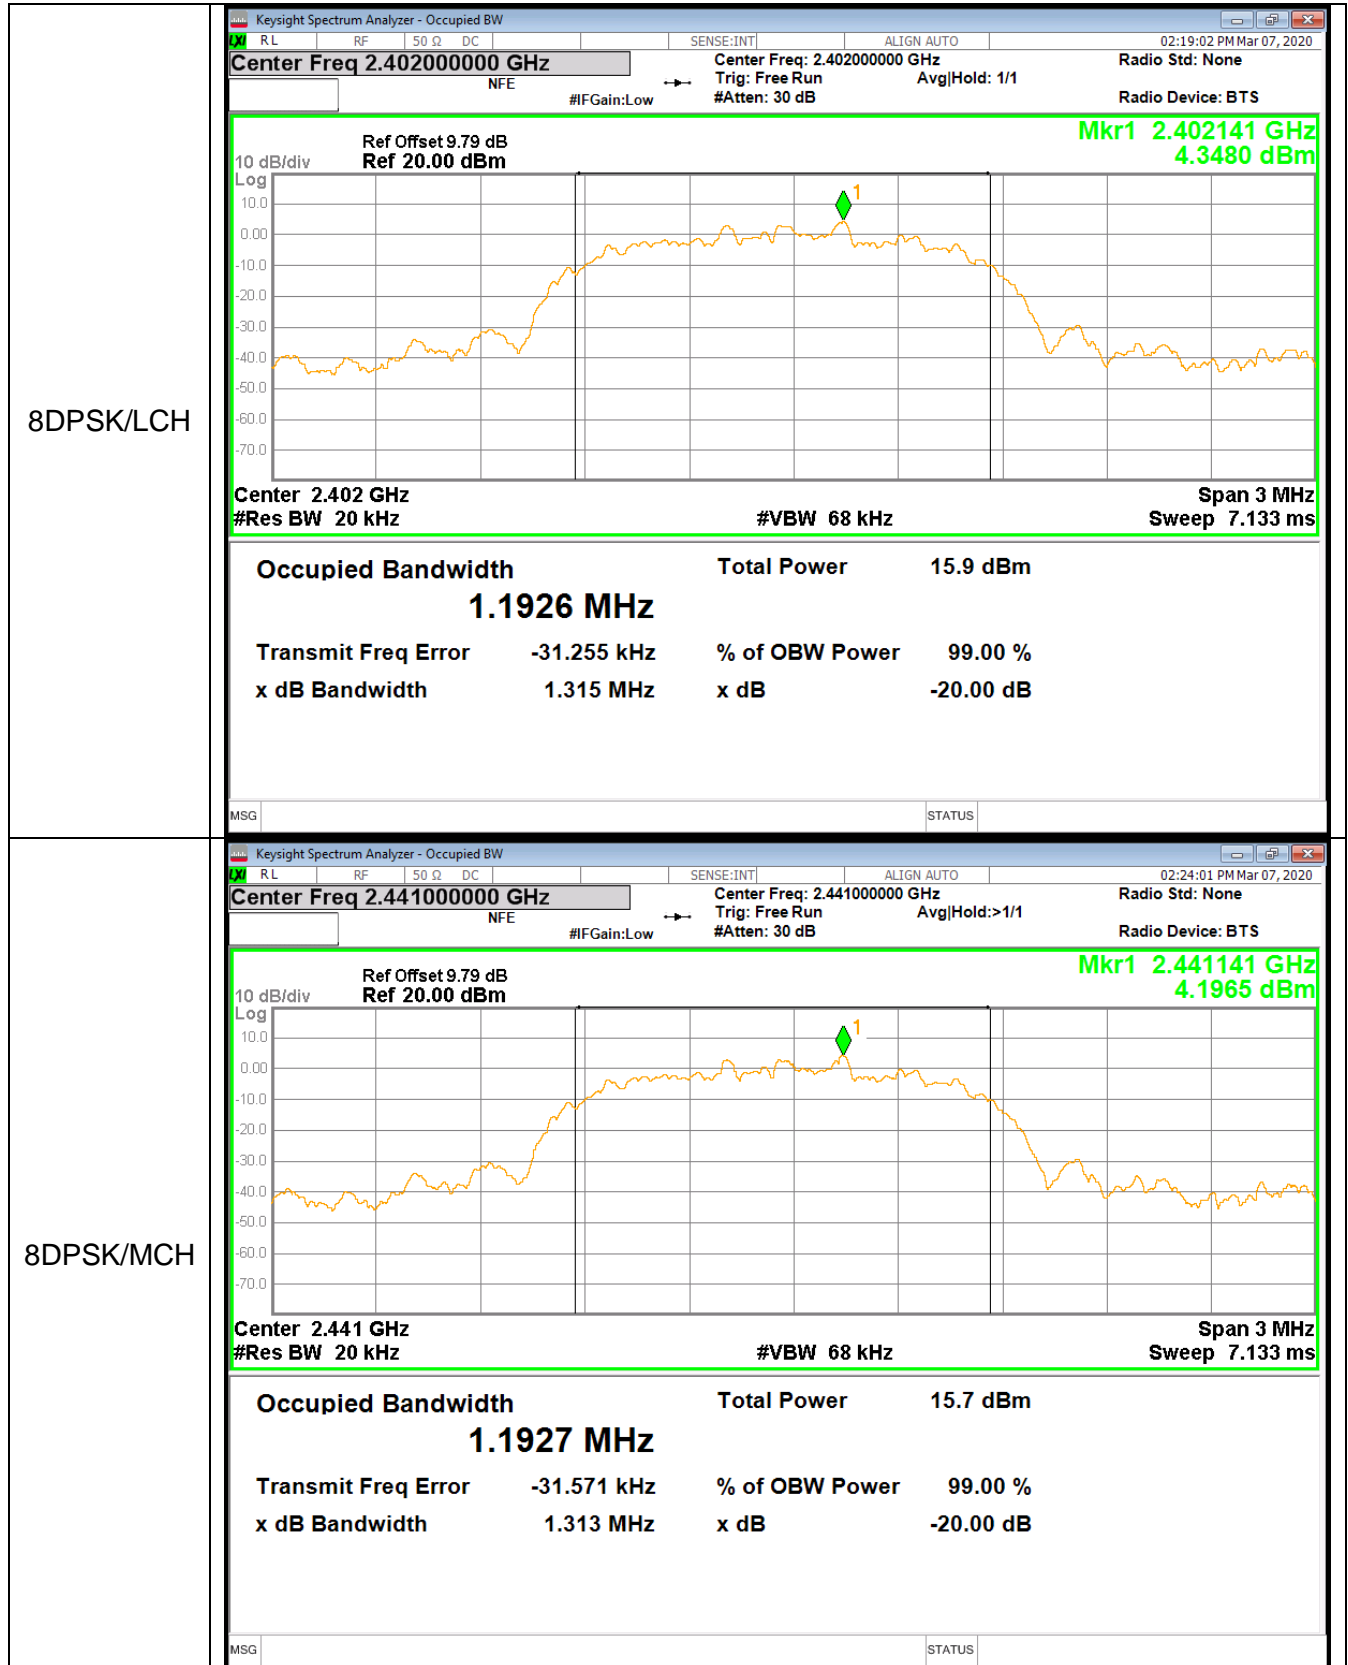 8DPSK/LCH
Keysight Spectrum Analyzer - Occupied BW
LXI RL RF 50 Ω DC SENSE:INT ALIGN AUTO 02:19:02 PM Mar 07, 2020
Center Freq 2.402000000 GHz Center Freq: 2.402000000 GHz Radio Std: None
NFE Trig: Free Run Avg|Hold: 1/1
#IFGain:Low #Atten: 30 dB Radio Device: BTS
Mkr1 2.402141 GHz
Ref Offset 9.79 dB
10 dB/div Ref 20.00 dBm 4.3480 dBm
Log
1
10.0
0.00
-10.0
-20.0
-30.0
-40.0
-50.0
-60.0
-70.0
Center 2.402 GHz Span 3 MHz
#Res BW 20 kHz #VBW 68 kHz Sweep 7.133 ms
Occupied Bandwidth Total Power 15.9 dBm
1.1926 MHz
Transmit Freq Error -31.255 kHz % of OBW Power 99.00 %
x dB Bandwidth 1.315 MHz x dB -20.00 dB
MSG STATUS
8DPSK/MCH
Keysight Spectrum Analyzer - Occupied BW
LXI RL RF 50 Ω DC SENSE:INT ALIGN AUTO 02:24:01 PM Mar 07, 2020
Center Freq 2.441000000 GHz Center Freq: 2.441000000 GHz Radio Std: None
NFE Trig: Free Run Avg|Hold:>1/1
#IFGain:Low #Atten: 30 dB Radio Device: BTS
Mkr1 2.441141 GHz
Ref Offset 9.79 dB
10 dB/div Ref 20.00 dBm 4.1965 dBm
Log
1
10.0
0.00
-10.0
-20.0
-30.0
-40.0
-50.0
-60.0
-70.0
Center 2.441 GHz Span 3 MHz
#Res BW 20 kHz #VBW 68 kHz Sweep 7.133 ms
Occupied Bandwidth Total Power 15.7 dBm
1.1927 MHz
Transmit Freq Error -31.571 kHz % of OBW Power 99.00 %
x dB Bandwidth 1.313 MHz x dB -20.00 dB
MSG STATUS